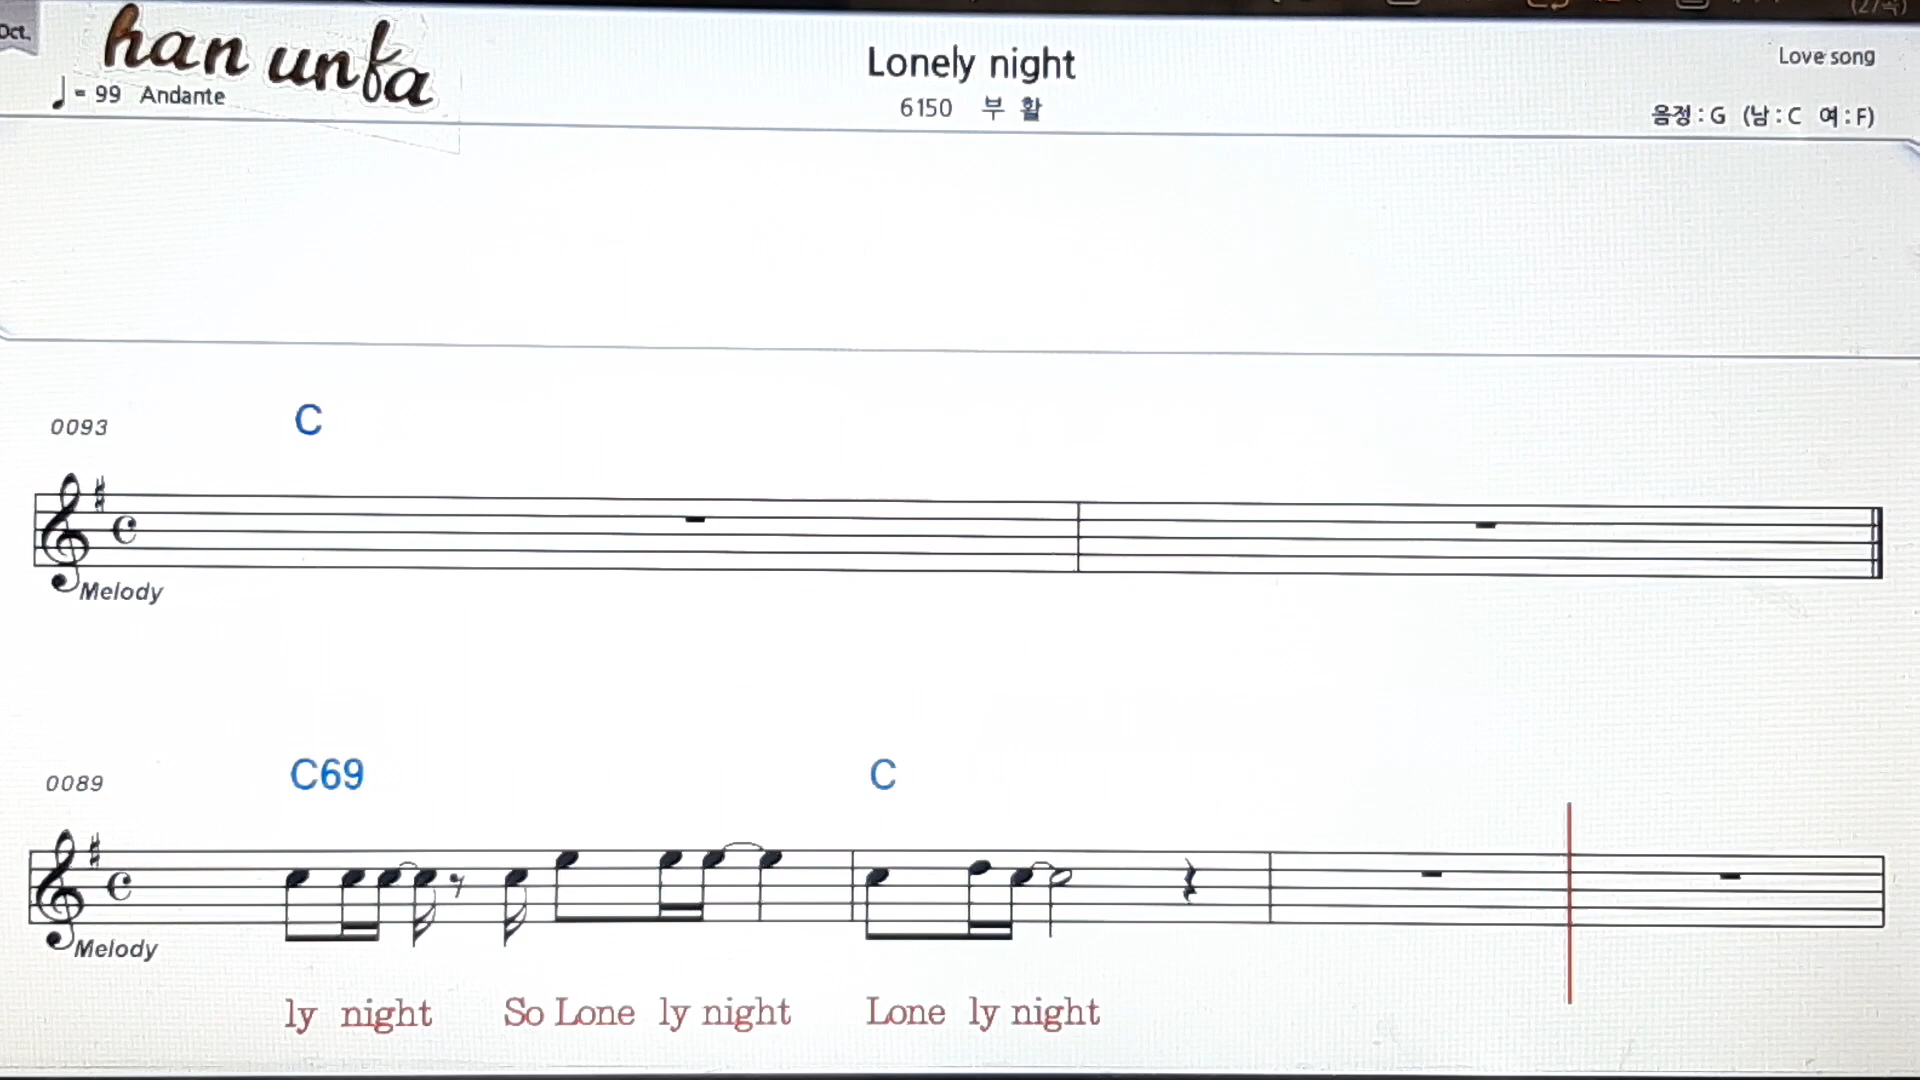 Oct.
han unfa
Lonely night
Love song
♩ = 99 Andante
6150 부 활
음정 : G (남 : C 여 : F)
0093
C
Melody
0089
C69
C
Melody
ly night So Lone ly night Lone ly night